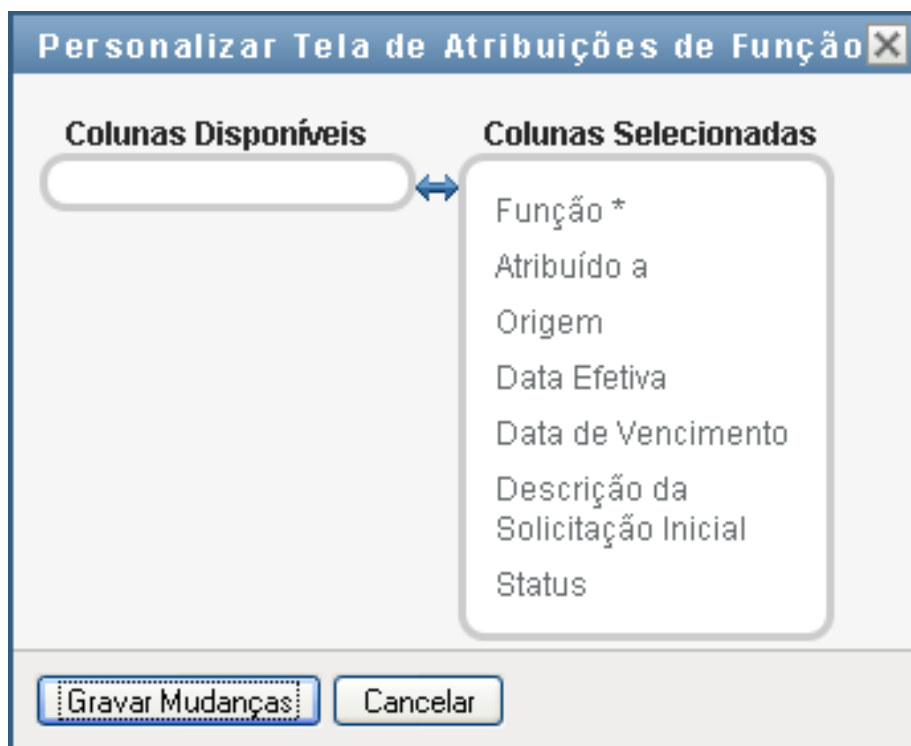 Personalizar Tela de Atribuições de Função
Colunas Disponíveis
Colunas Selecionadas
Função *
Atribuído a
Origem
Data Efetiva
Data de Vencimento
Descrição da
Solicitação Inicial
Status
Gravar Mudanças
Cancelar